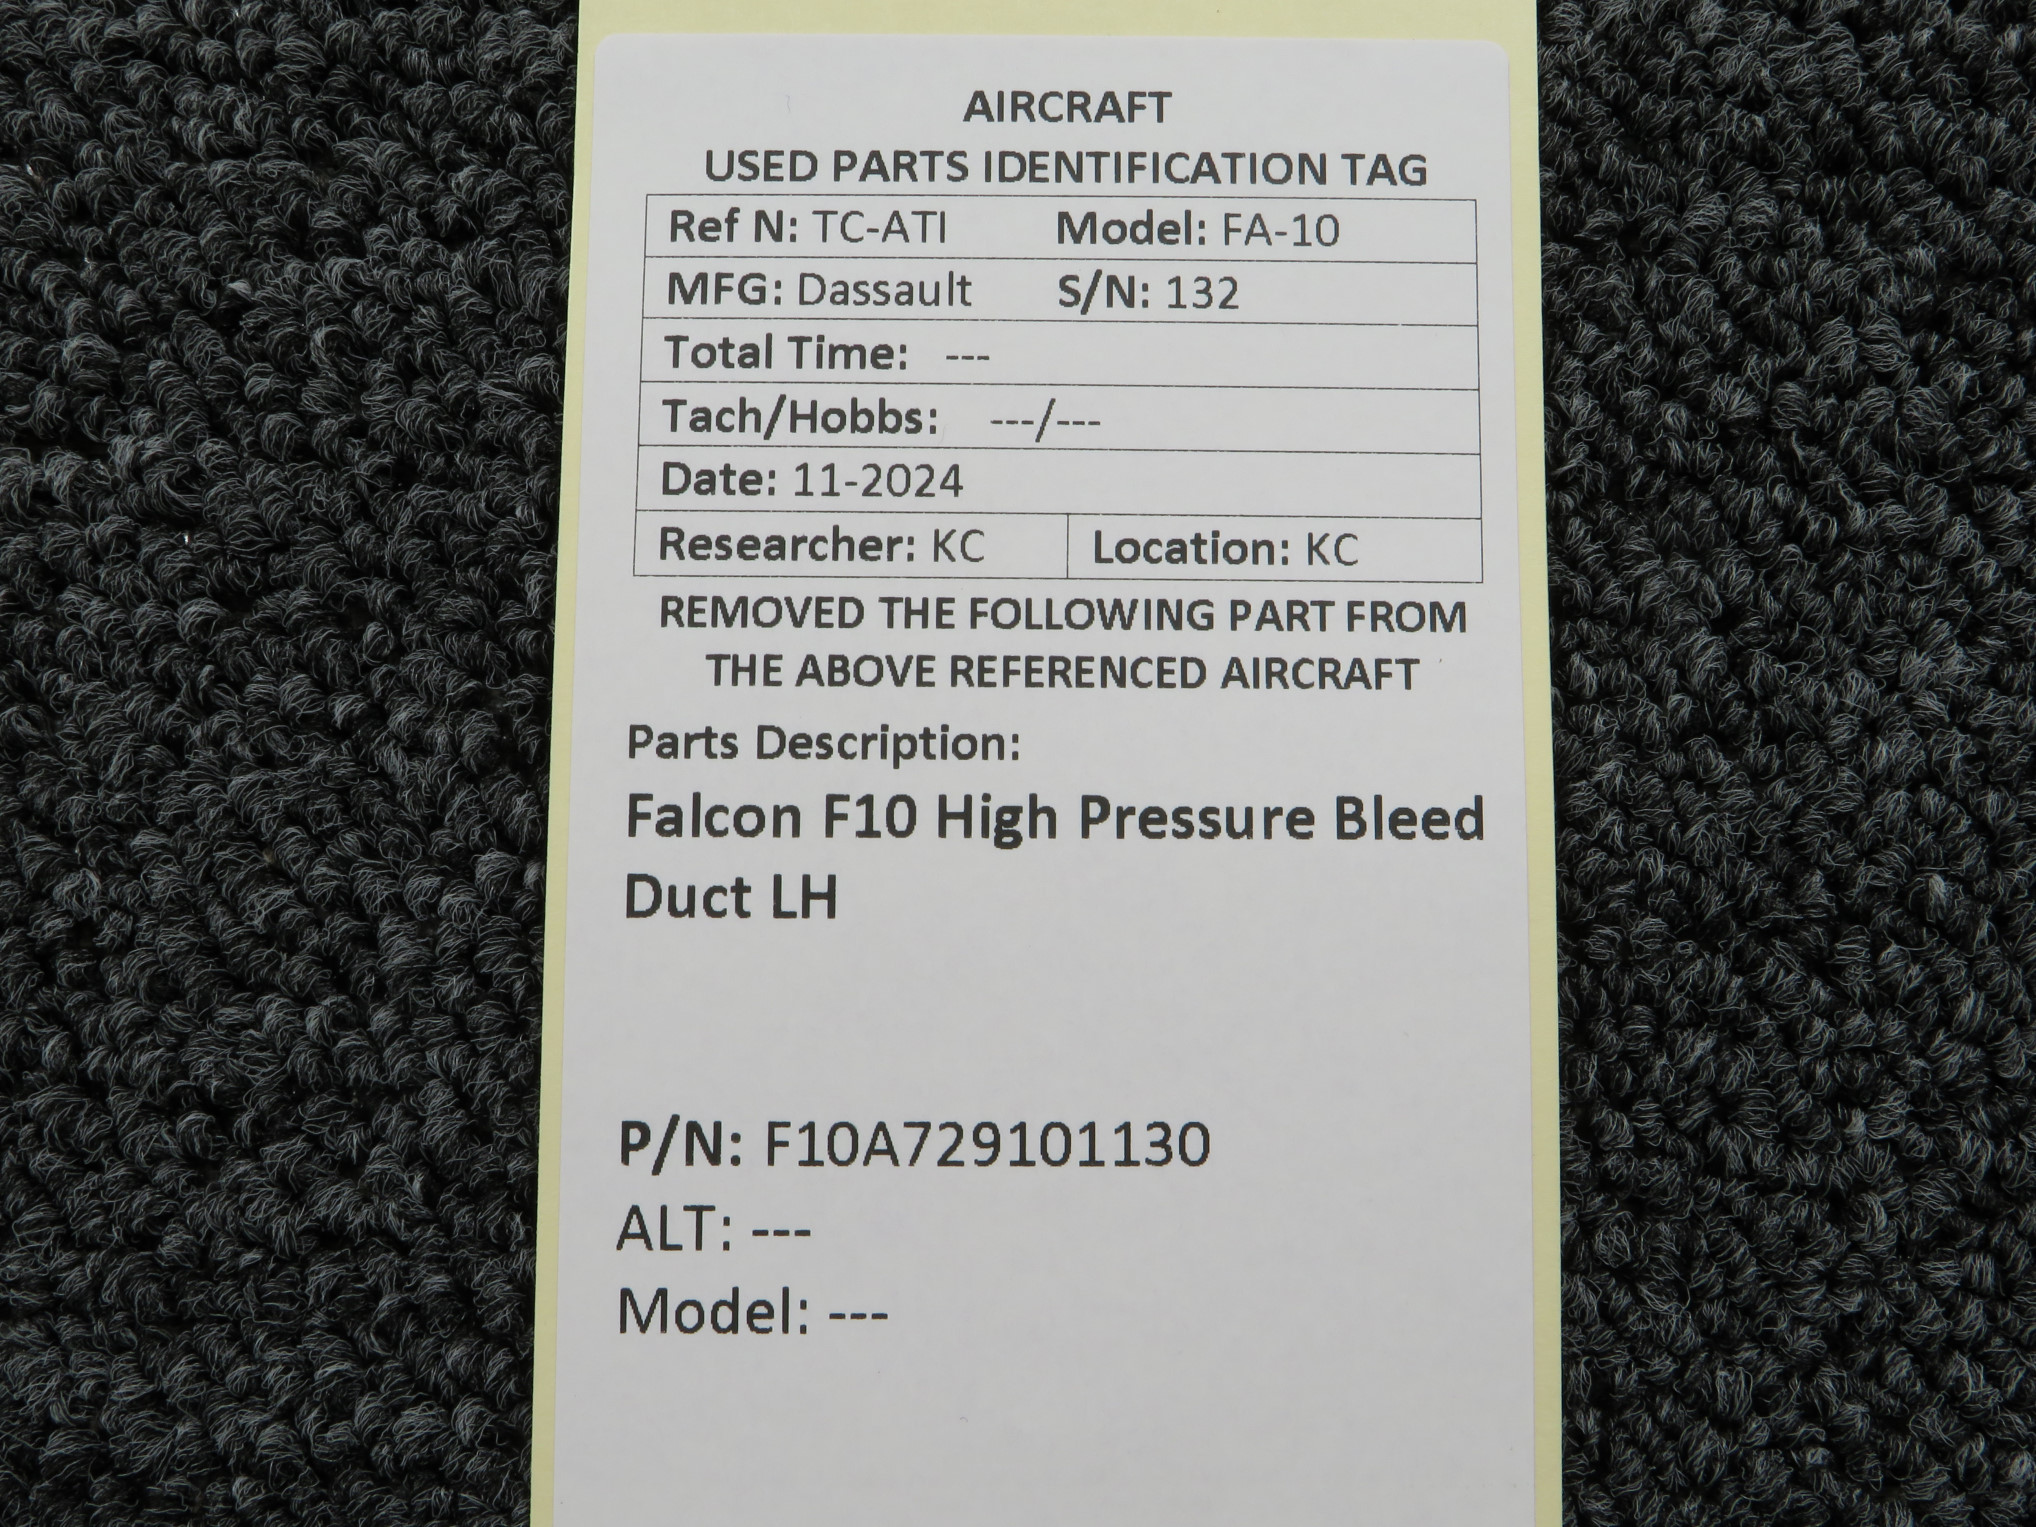 AIRCRAFT
USED PARTS IDENTIFICATION TAG
Ref N: TC-ATI Model: FA-10
MFG: Dassault S/N: 132
Total Time: ---
Tach/Hobbs: ---/---
Date: 11-2024
Researcher: KC Location: KC
REMOVED THE FOLLOWING PART FROM
THE ABOVE REFERENCED AIRCRAFT
Parts Description:
Falcon F10 High Pressure Bleed
Duct LH
P/N: F10A729101130
ALT: ---
Model: ---